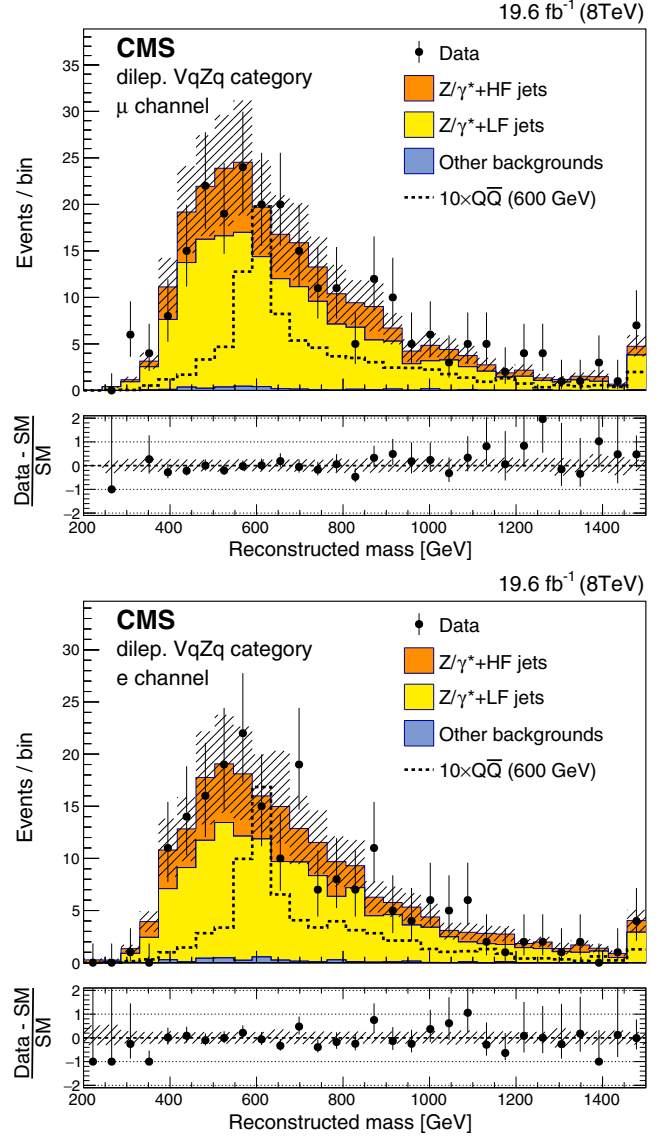 19.6 fb⁻¹ (8TeV)
CMS
dilep. VqZq category
μ channel
Data
Z/γ*+HF jets
Z/γ*+LF jets
Other backgrounds
10×QQ̅ (600 GeV)
Events / bin
35
30
25
20
15
10
5
0
Data - SM
SM
2
1
0
−1
−2
200 400 600 800 1000 1200 1400
Reconstructed mass [GeV]
19.6 fb⁻¹ (8TeV)
CMS
dilep. VqZq category
e channel
Data
Z/γ*+HF jets
Z/γ*+LF jets
Other backgrounds
10×QQ̅ (600 GeV)
Events / bin
30
25
20
15
10
5
0
Data - SM
SM
2
1
0
−1
−2
200 400 600 800 1000 1200 1400
Reconstructed mass [GeV]